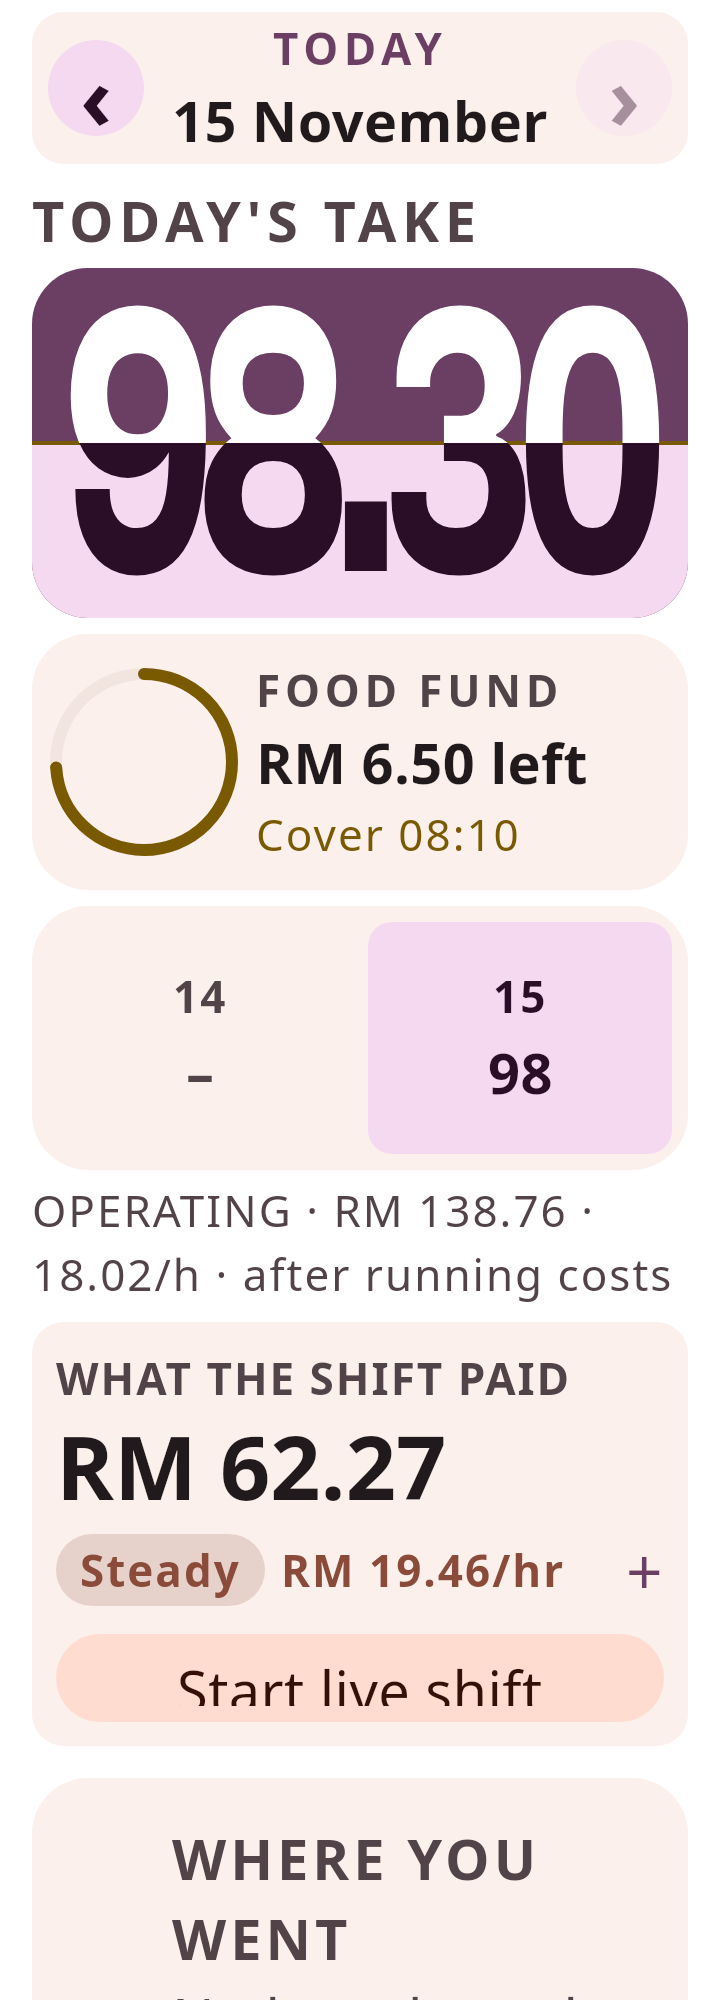 TODAY
‹ 15 November ›
TODAY'S TAKE
98.30
FOOD FUND
RM 6.50 left
Cover 08:10
14 15
– 98
OPERATING · RM 138.76 ·
18.02/h · after running costs
WHAT THE SHIFT PAID
RM 62.27
Steady RM 19.46/hr +
Start live shift
WHERE YOU
WENT